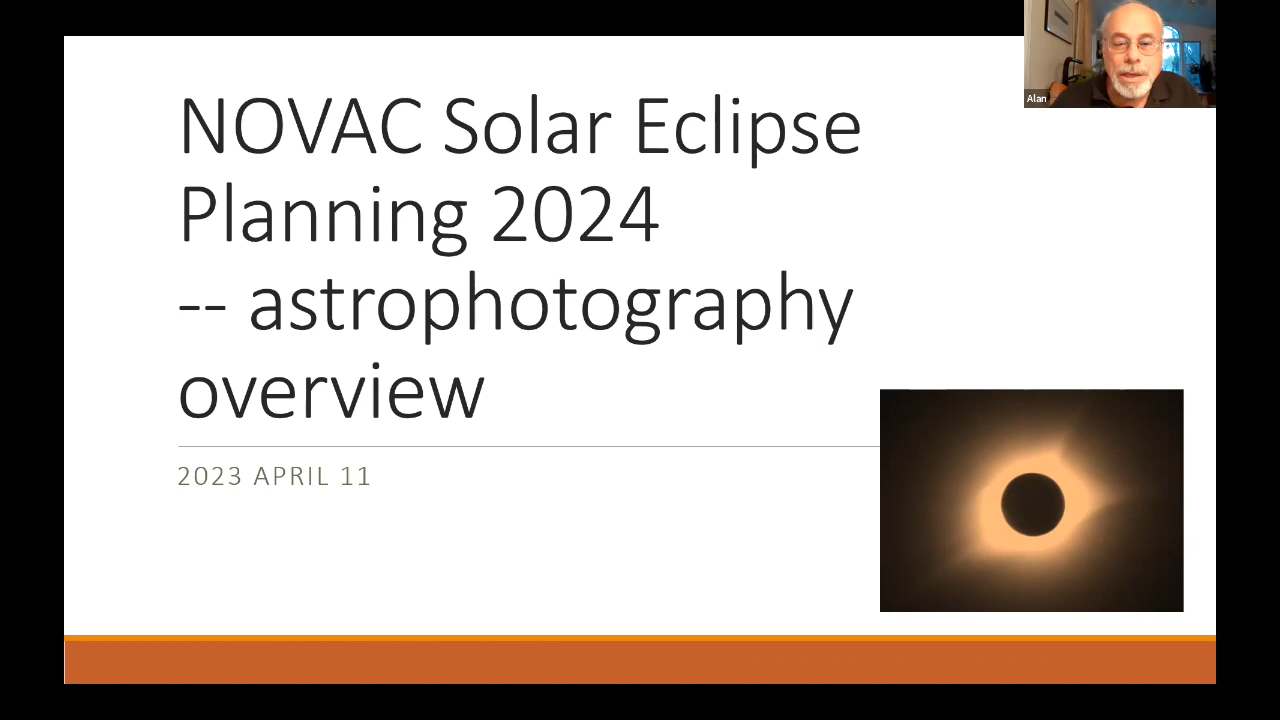 NOVAC Solar Eclipse
Planning 2024
-- astrophotography
overview
2023 APRIL 11
Alan